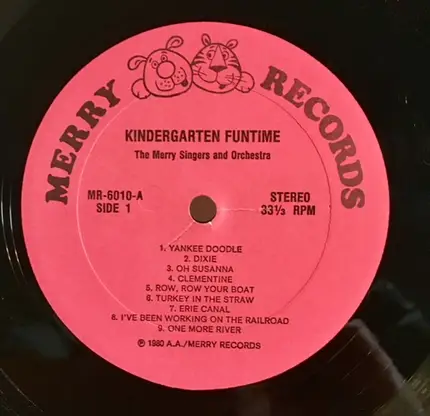 MERRY RECORDS
KINDERGARTEN FUNTIME
The Merry Singers and Orchestra
MR-6010-A
SIDE 1
STEREO
33⅓ RPM
1. YANKEE DOODLE
2. DIXIE
3. OH SUSANNA
4. CLEMENTINE
5. ROW, ROW YOUR BOAT
6. TURKEY IN THE STRAW
7. ERIE CANAL
8. I'VE BEEN WORKING ON THE RAILROAD
9. ONE MORE RIVER
℗ 1980 A.A./MERRY RECORDS